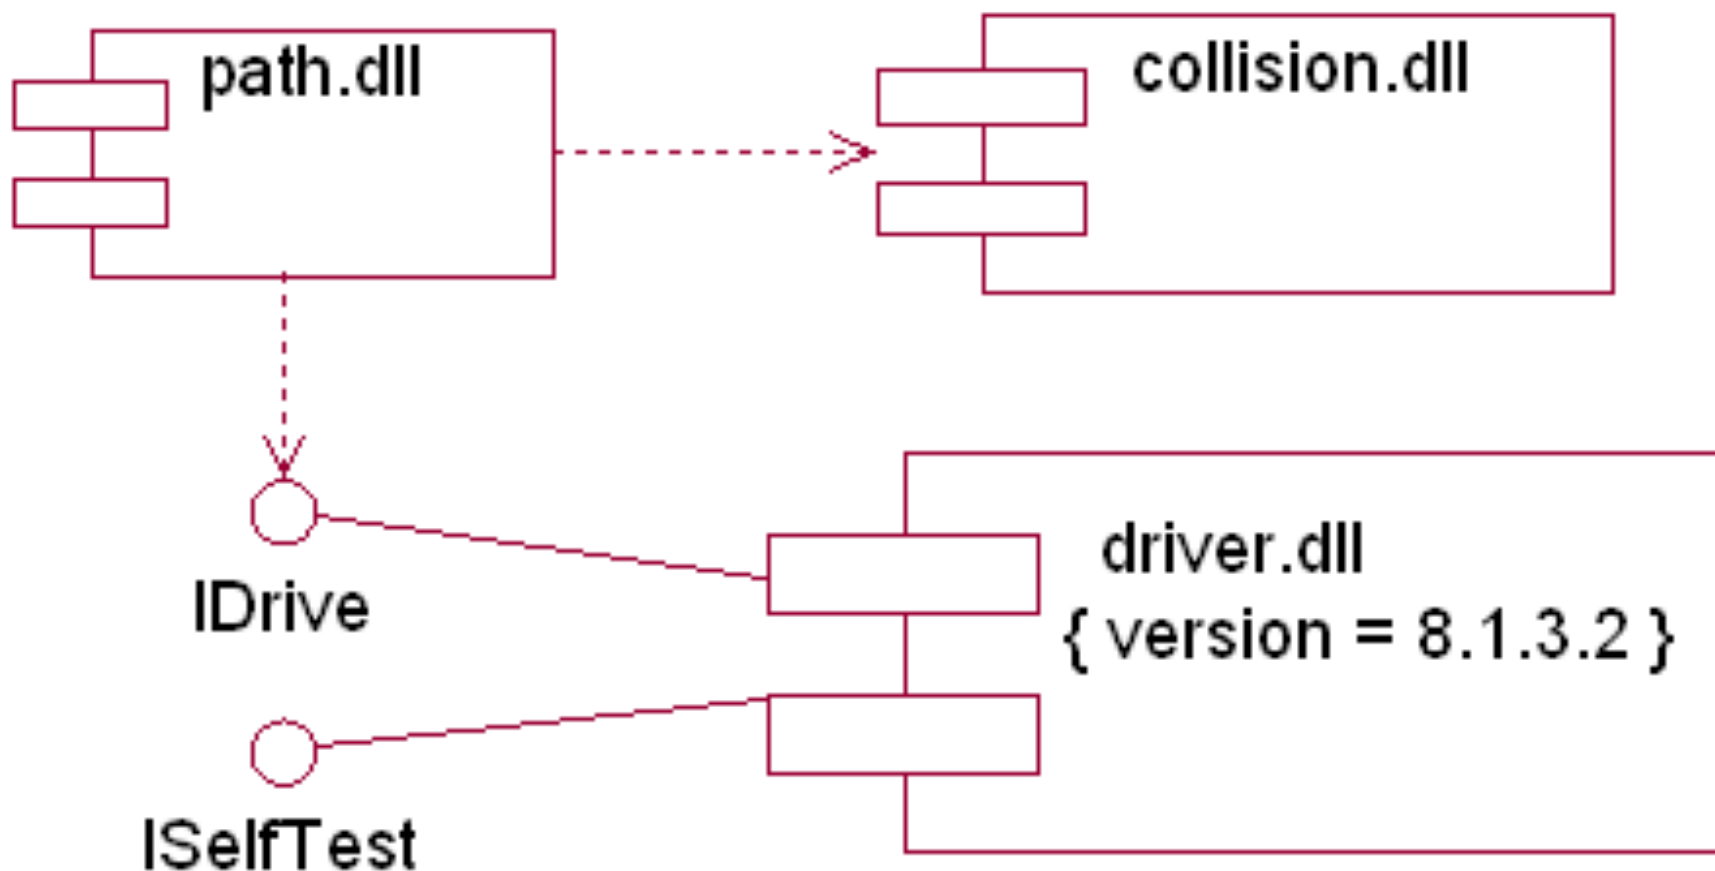 path.dll
collision.dll
IDrive
driver.dll
{ version = 8.1.3.2 }
ISelfTest